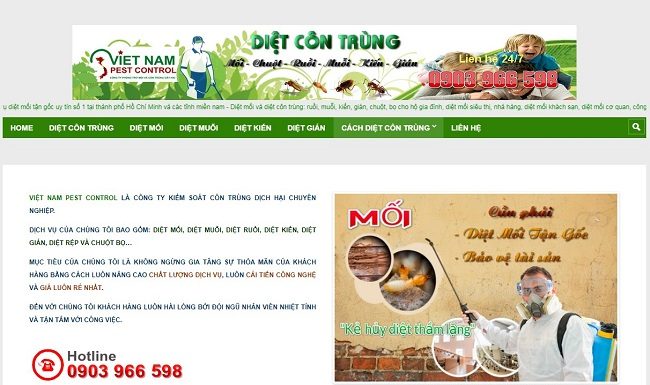 DIỆT CÔN TRÙNG
VIET NAM
PEST CONTROL
Mối - Chuột - Ruồi - Muỗi - Kiến - Gián
Liên hệ 24/7
0903 966 598
diệt mối tận gốc uy tín số 1 tại thành phố Hồ Chí Minh và các tỉnh miền nam - Diệt mối và diệt côn trùng: ruồi, muỗi, kiến, gián, chuột, bọ cho hộ gia đình, diệt mối siêu thị, nhà hàng, diệt mối khách sạn, diệt mối cơ quan, công
HOME DIỆT CÔN TRÙNG DIỆT MỐI DIỆT MUỖI DIỆT KIẾN DIỆT GIÁN CÁCH DIỆT CÔN TRÙNG LIÊN HỆ
VIỆT NAM PEST CONTROL LÀ CÔNG TY KIỂM SOÁT CÔN TRÙNG DỊCH HẠI CHUYÊN
NGHIỆP.
DỊCH VỤ CỦA CHÚNG TÔI BAO GỒM: DIỆT MỐI, DIỆT MUỖI, DIỆT RUỒI, DIỆT KIẾN, DIỆT
GIÁN, DIỆT RỆP VÀ CHUỘT BỌ...
MỤC TIÊU CỦA CHÚNG TÔI LÀ KHÔNG NGỪNG GIA TĂNG SỰ THỎA MÃN CỦA KHÁCH
HÀNG BẰNG CÁCH LUÔN NÂNG CAO CHẤT LƯỢNG DỊCH VỤ, LUÔN CẢI TIẾN CÔNG NGHỆ
VÀ GIÁ LUÔN RẺ NHẤT.
ĐẾN VỚI CHÚNG TÔI KHÁCH HÀNG LUÔN HÀI LÒNG BỞI ĐỘI NGŨ NHÂN VIÊN NHIỆT TÌNH
VÀ TẬN TÂM VỚI CÔNG VIỆC.
Hotline
0903 966 598
MỐI
Cần phải
- Diệt Mối Tận Gốc
- Bảo vệ tài sản
"Kẻ hủy diệt thầm lặng"